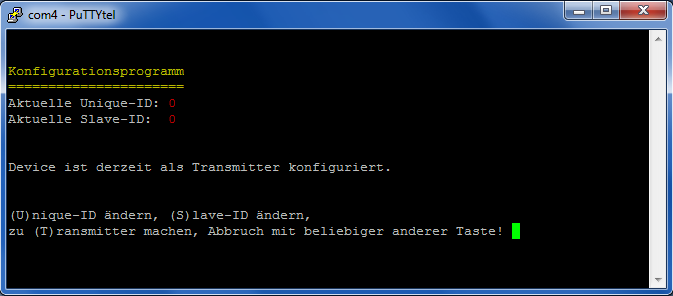 com4 - PuTTYtel
Konfigurationsprogramm
======================
Aktuelle Unique-ID: 0
Aktuelle Slave-ID:  0
Device ist derzeit als Transmitter konfiguriert.
(U)nique-ID ändern, (S)lave-ID ändern,
zu (T)ransmitter machen, Abbruch mit beliebiger anderer Taste!